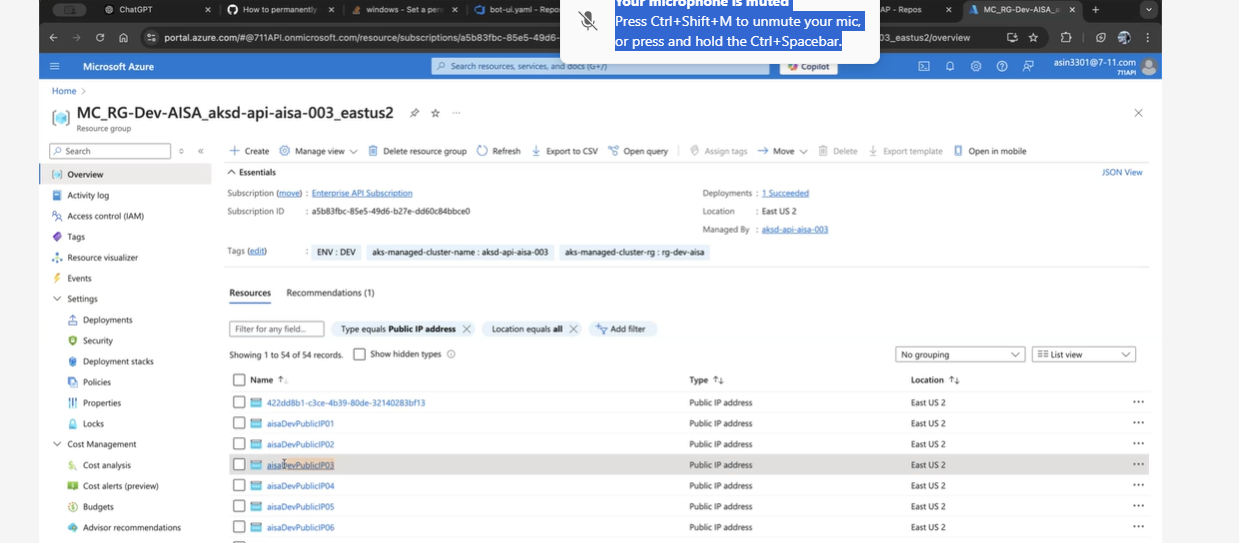 ChatGPT
How to permanently
windows - Set a per
bot-ui.yaml - Repos
AP - Repos
MC_RG-Dev-AISA_a
Your microphone is muted
Press Ctrl+Shift+M to unmute your mic,
or press and hold the Ctrl+Spacebar.
portal.azure.com/#@711API.onmicrosoft.com/resource/subscriptions/a5b83fbc-85e5-49d6-
03_eastus2/overview
Microsoft Azure
Search resources, services, and docs (G+/)
Copilot
asin3301@7-11.com
711API
Home >
MC_RG-Dev-AISA_aksd-api-aisa-003_eastus2
Resource group
Search
Create
Manage view
Delete resource group
Refresh
Export to CSV
Open query
Assign tags
Move
Delete
Export template
Open in mobile
Overview
Activity log
Access control (IAM)
Tags
Resource visualizer
Events
Settings
Deployments
Security
Deployment stacks
Policies
Properties
Locks
Cost Management
Cost analysis
Cost alerts (preview)
Budgets
Advisor recommendations
Essentials
JSON View
Subscription (move) : Enterprise API Subscription
Subscription ID : a5b83fbc-85e5-49d6-b27e-dd60c84bbce0
Deployments : 1 Succeeded
Location : East US 2
Managed By : aksd-api-aisa-003
Tags (edit) : ENV : DEV aks-managed-cluster-name : aksd-api-aisa-003 aks-managed-cluster-rg : rg-dev-aisa
Resources Recommendations (1)
Filter for any field...
Type equals Public IP address
Location equals all
Add filter
Showing 1 to 54 of 54 records.
Show hidden types
No grouping
List view
Name Type Location
422dd8b1-c3ce-4b39-80de-32140283bf13 Public IP address East US 2
aisaDevPublicIP01 Public IP address East US 2
aisaDevPublicIP02 Public IP address East US 2
aisaDevPublicIP03 Public IP address East US 2
aisaDevPublicIP04 Public IP address East US 2
aisaDevPublicIP05 Public IP address East US 2
aisaDevPublicIP06 Public IP address East US 2